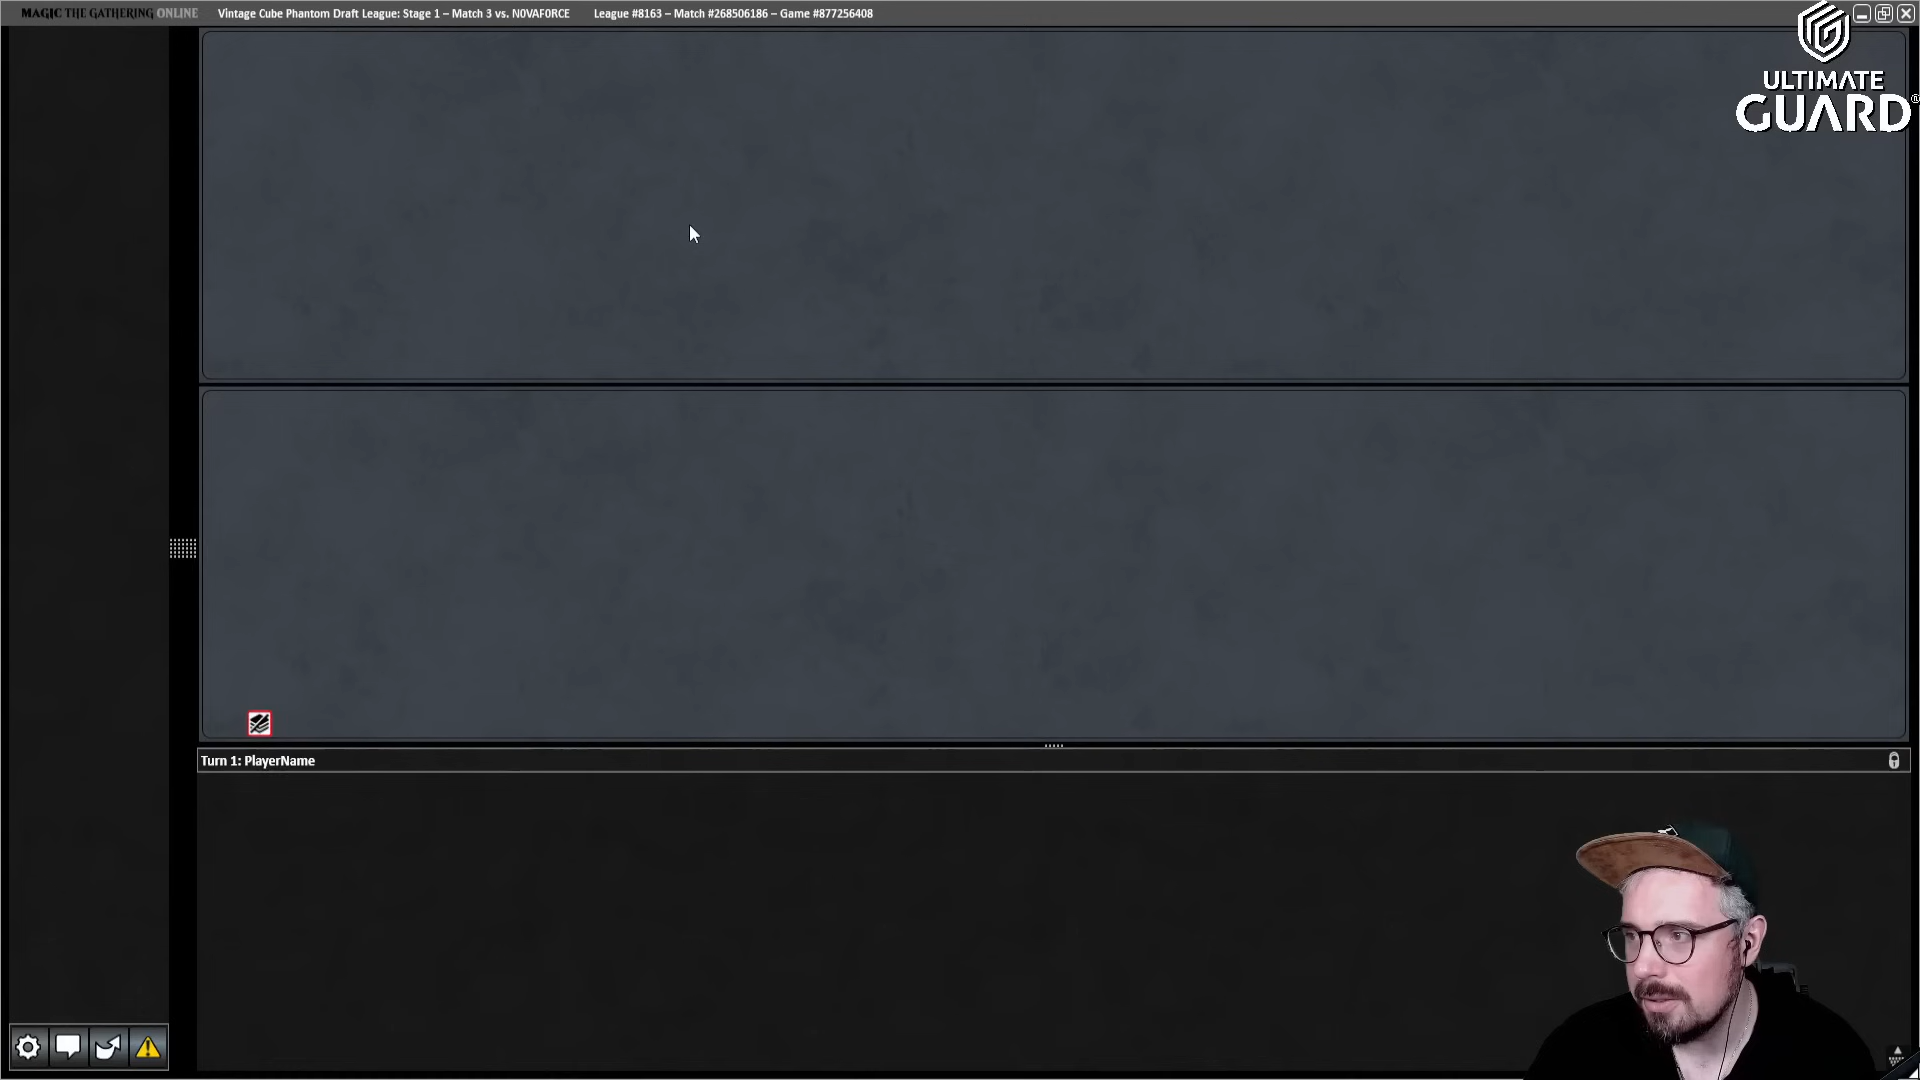 MAGIC THE GATHERING ONLINE Vintage Cube Phantom Draft League: Stage 1 – Match 3 vs. N0VAF0RCE League #8163 – Match #268506186 – Game #877256408
ULTIMATE
GUARD®
Turn 1: PlayerName